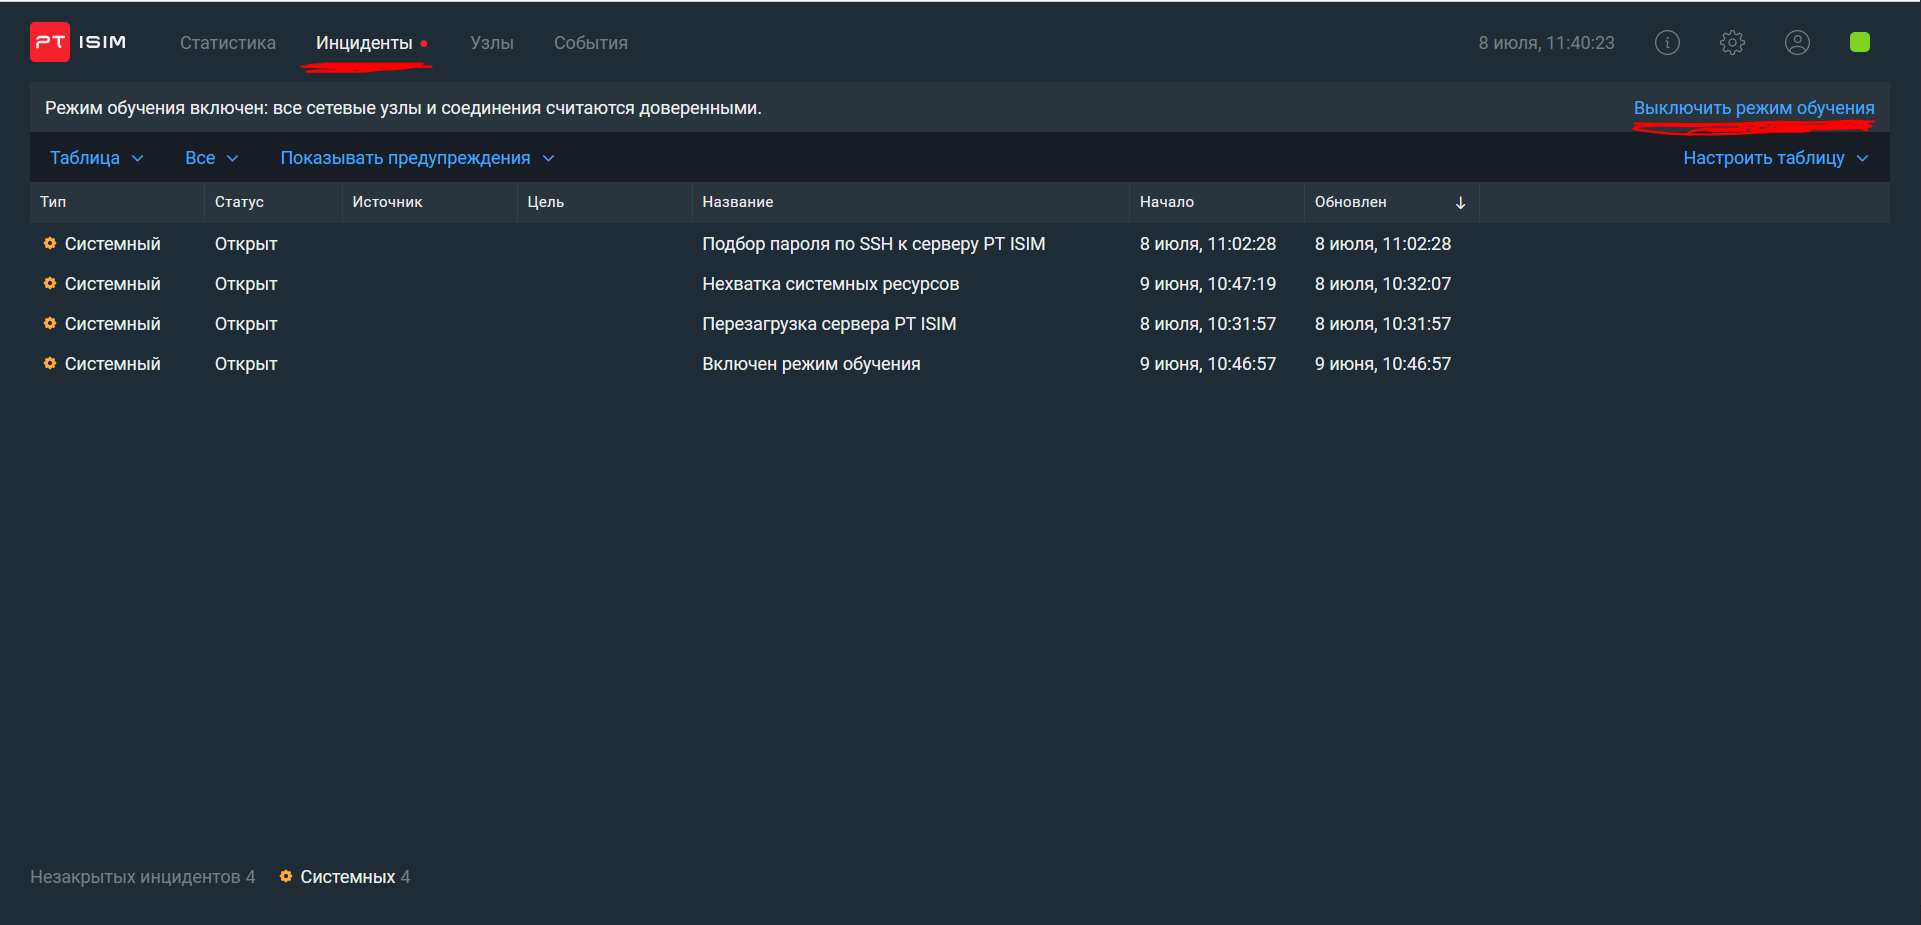 PT ISIM Статистика Инциденты Узлы События 8 июля, 11:40:23
Режим обучения включен: все сетевые узлы и соединения считаются доверенными. Выключить режим обучения
Таблица Все Показывать предупреждения Настроить таблицу
Тип Статус Источник Цель Название Начало Обновлен
Системный Открыт Подбор пароля по SSH к серверу PT ISIM 8 июля, 11:02:28 8 июля, 11:02:28
Системный Открыт Нехватка системных ресурсов 9 июня, 10:47:19 8 июля, 10:32:07
Системный Открыт Перезагрузка сервера PT ISIM 8 июля, 10:31:57 8 июля, 10:31:57
Системный Открыт Включен режим обучения 9 июня, 10:46:57 9 июня, 10:46:57
Незакрытых инцидентов 4 Системных 4